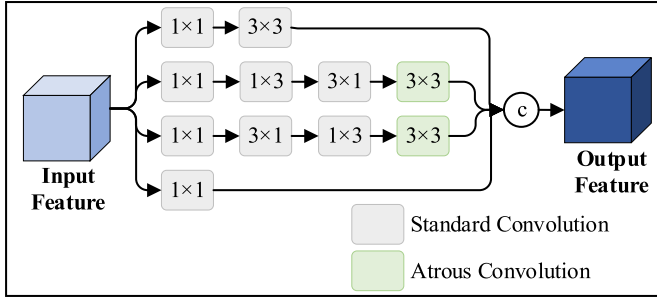 1×1 3×3
1×1 1×3 3×1 3×3
c
1×1 3×1 1×3 3×3
1×1
Input
Feature
Output
Feature
Standard Convolution
Atrous Convolution